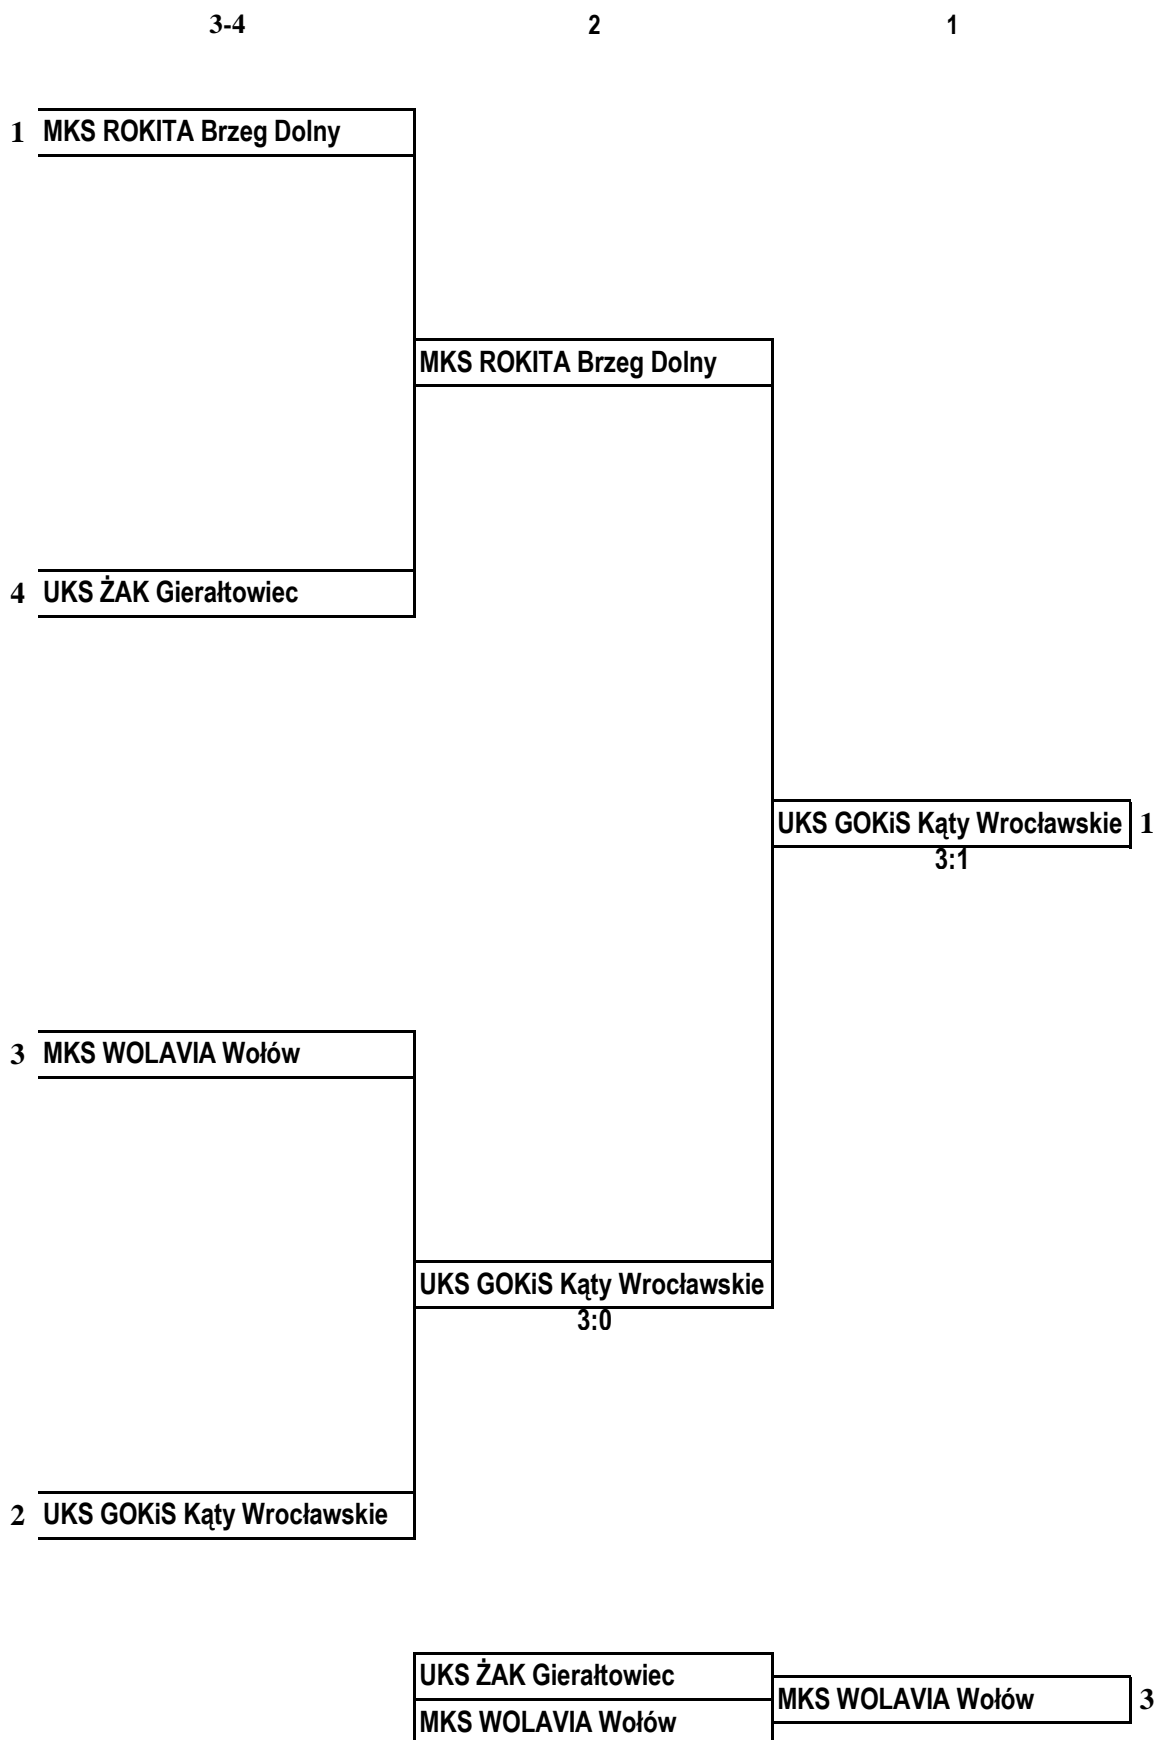 3-4 2 1
1 MKS ROKITA Brzeg Dolny
MKS ROKITA Brzeg Dolny
4 UKS ŻAK Gierałtowiec
UKS GOKiS Kąty Wrocławskie 1
3:1
3 MKS WOLAVIA Wołów
UKS GOKiS Kąty Wrocławskie
3:0
2 UKS GOKiS Kąty Wrocławskie
UKS ŻAK Gierałtowiec
MKS WOLAVIA Wołów 3
MKS WOLAVIA Wołów